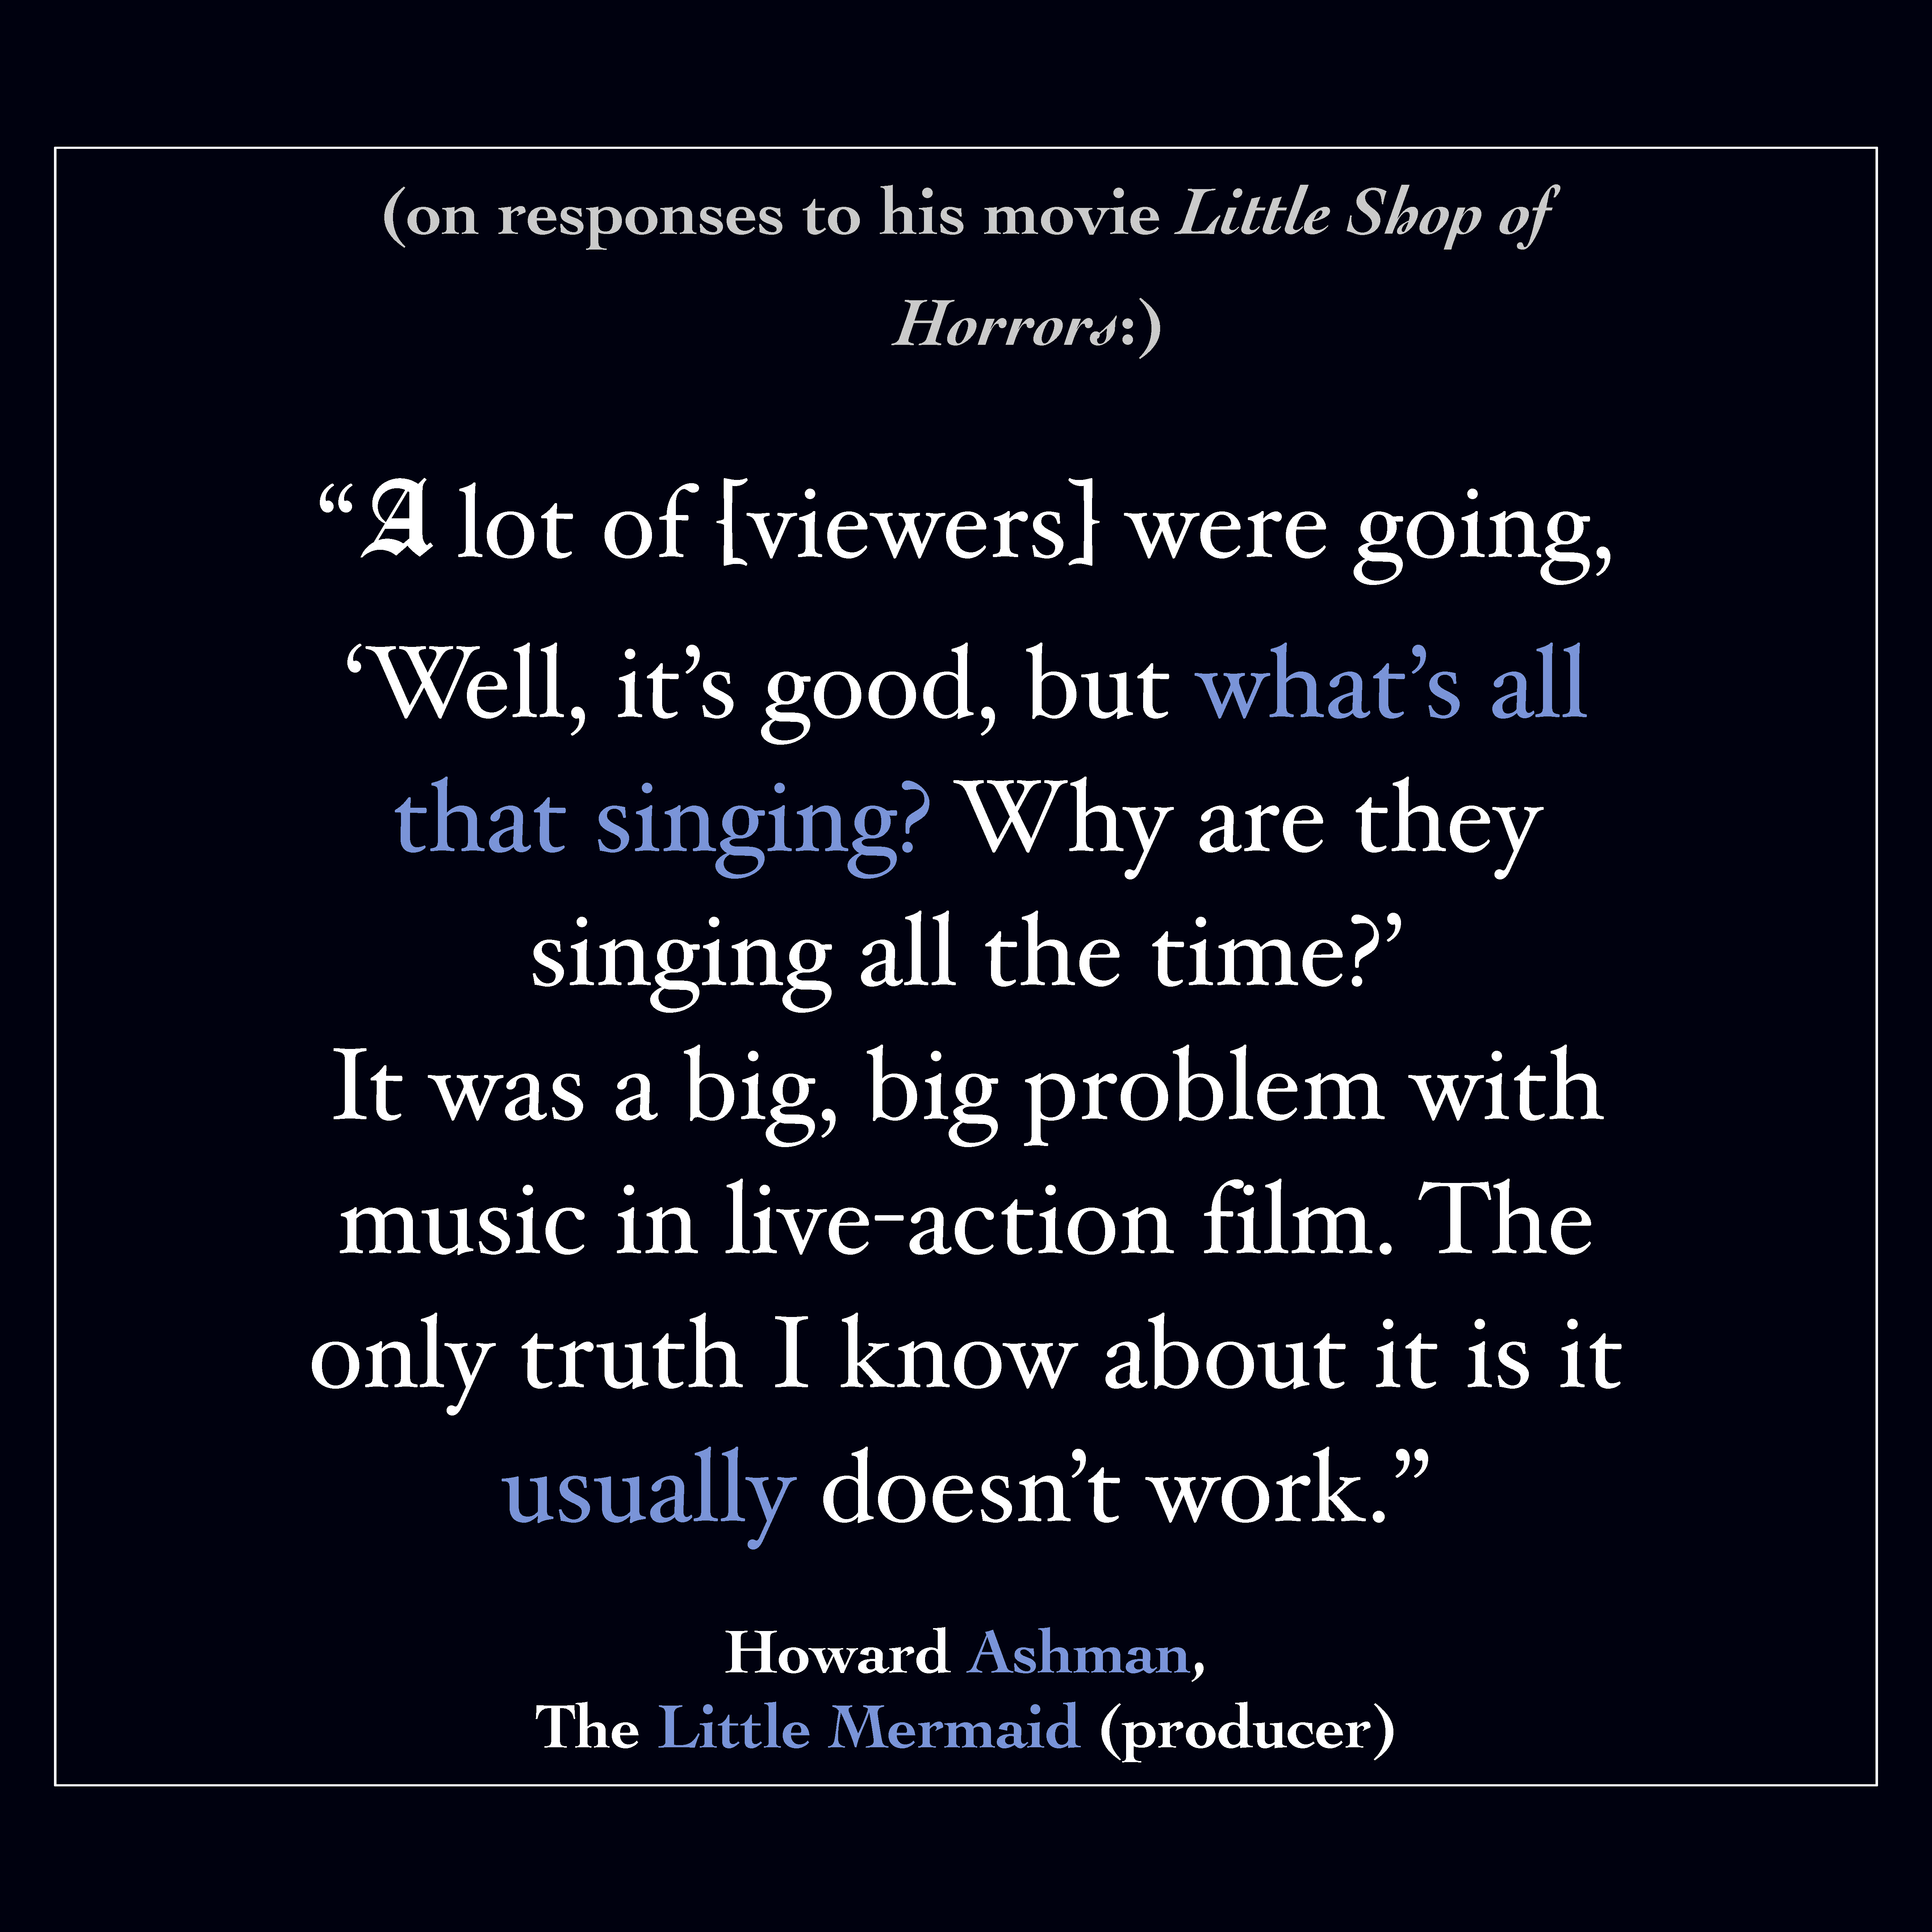 (on responses to his movie Little Shop of
Horrors:)
“A lot of [viewers] were going,
‘Well, it’s good, but what’s all
that singing? Why are they
singing all the time?’
It was a big, big problem with
music in live-action film. The
only truth I know about it is it
usually doesn’t work.”
Howard Ashman,
The Little Mermaid (producer)